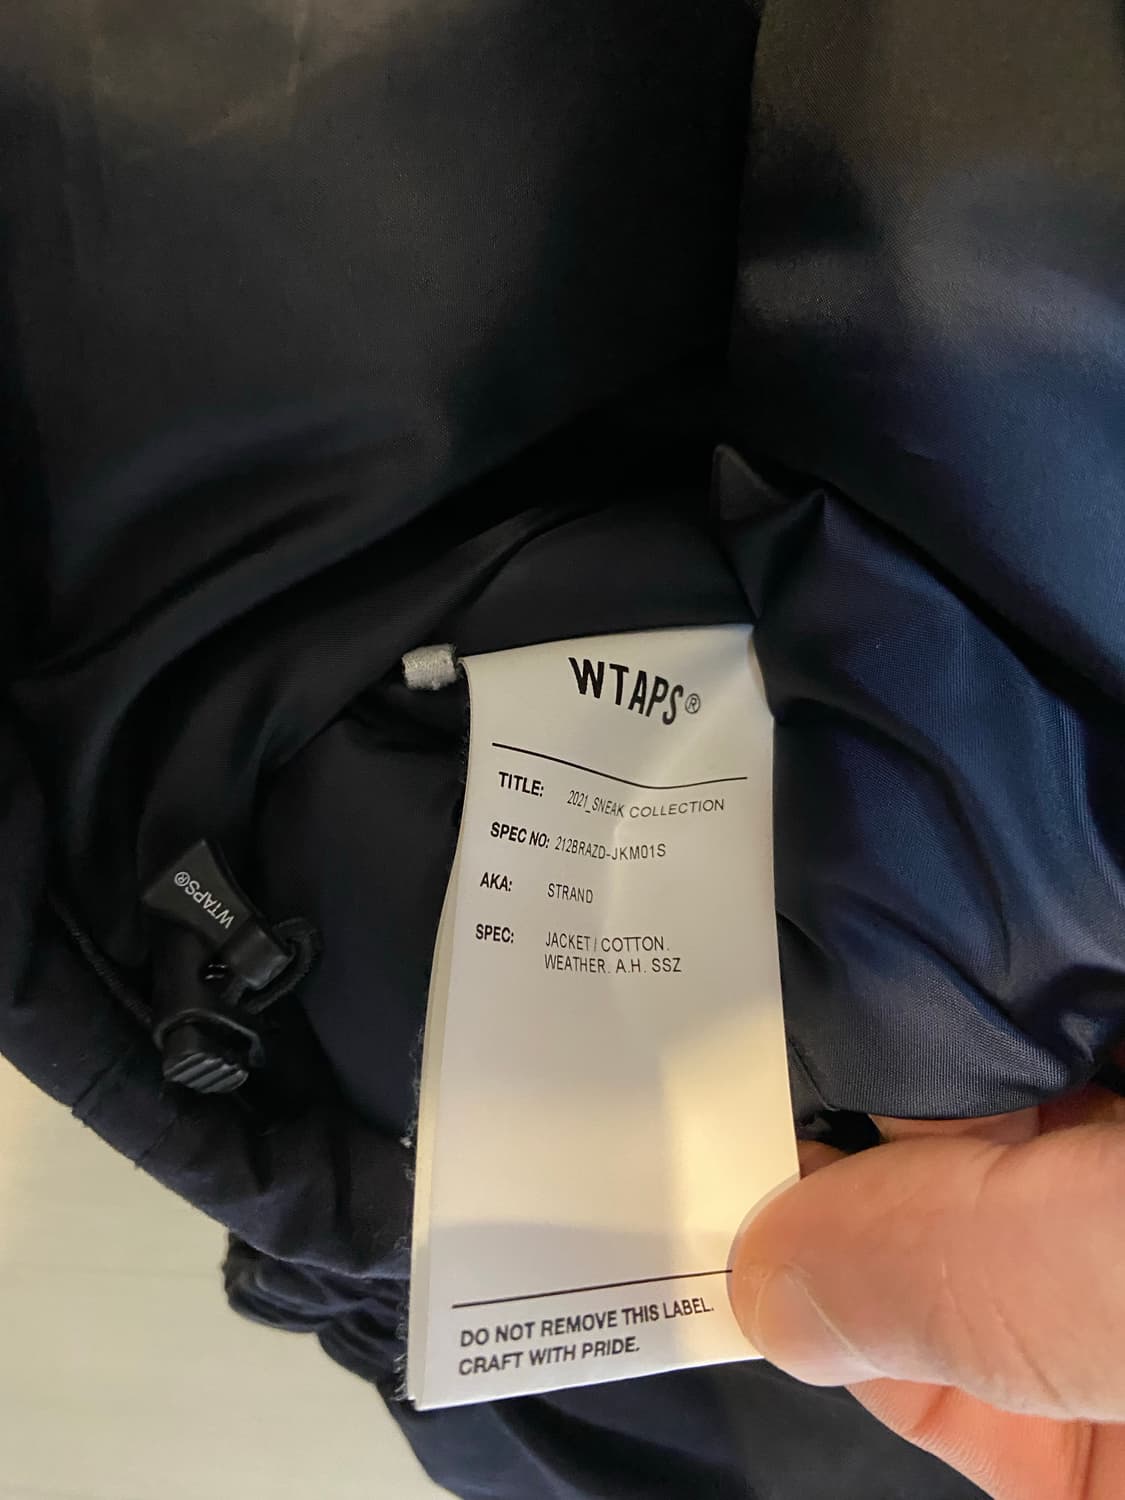 WTAPS®
TITLE: 2021_SNEAK COLLECTION
SPEC NO: 212BRAZD-JKM01S
AKA: STRAND
SPEC: JACKET / COTTON.
WEATHER. A.H. SSZ
DO NOT REMOVE THIS LABEL.
CRAFT WITH PRIDE.
WTAPS®